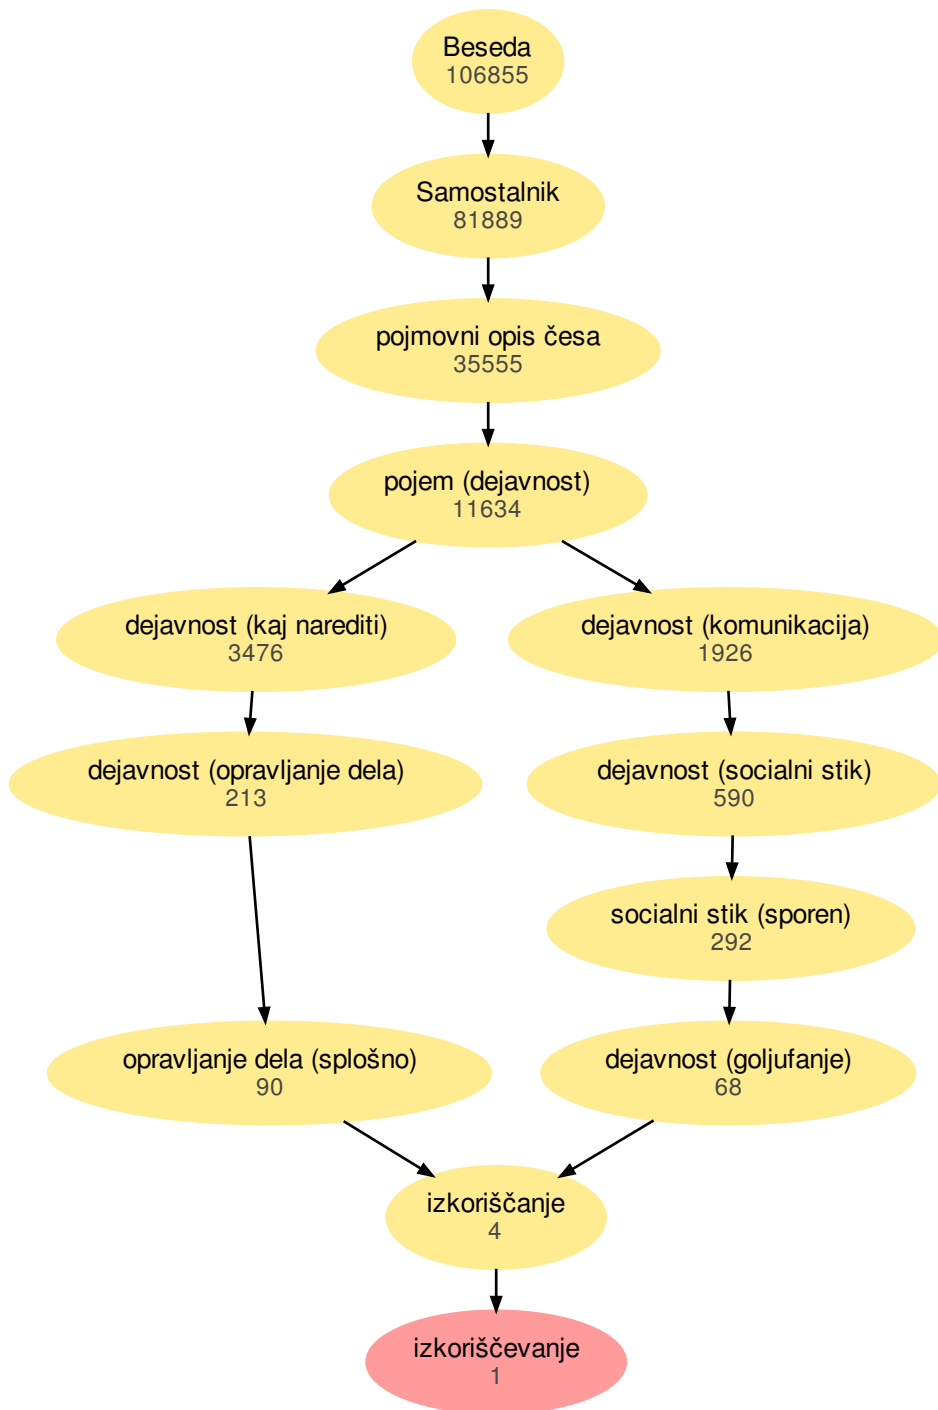 Beseda
106855
Samostalnik
81889
pojmovni opis česa
35555
pojem (dejavnost)
11634
dejavnost (kaj narediti)
3476
dejavnost (komunikacija)
1926
dejavnost (opravljanje dela)
213
dejavnost (socialni stik)
590
socialni stik (sporen)
292
opravljanje dela (splošno)
90
dejavnost (goljufanje)
68
izkoriščanje
4
izkoriščevanje
1